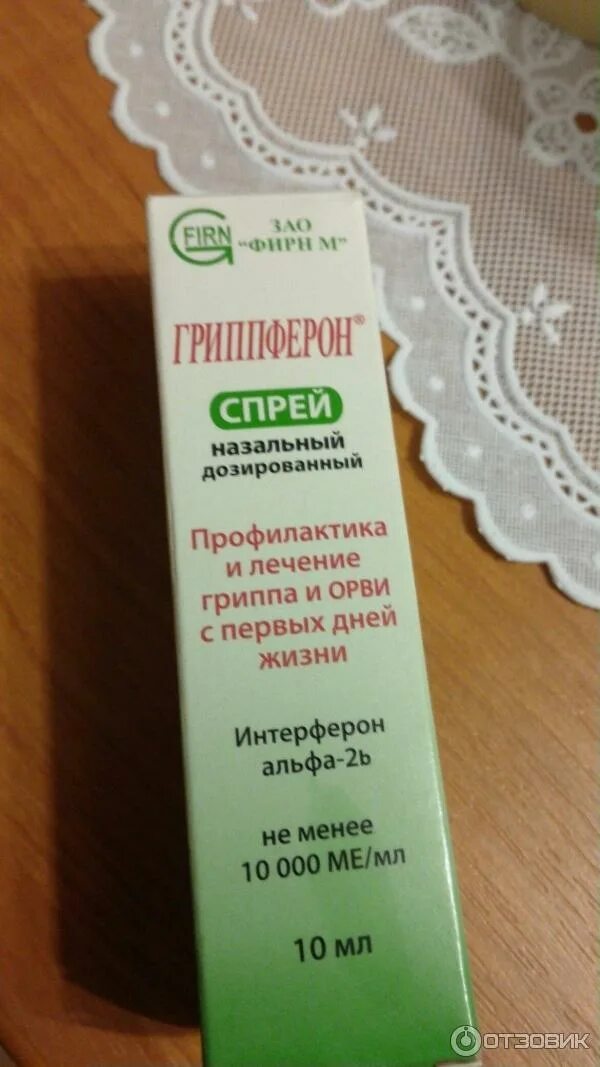 FIRN
ЗАО
"ФИРН М"
ГРИППФЕРОН®
СПРЕЙ
назальный
дозированный
Профилактика
и лечение
гриппа и ОРВИ
с первых дней
жизни
Интерферон
альфа-2b
не менее
10 000 МЕ/мл
10 мл
ОТЗОВИК